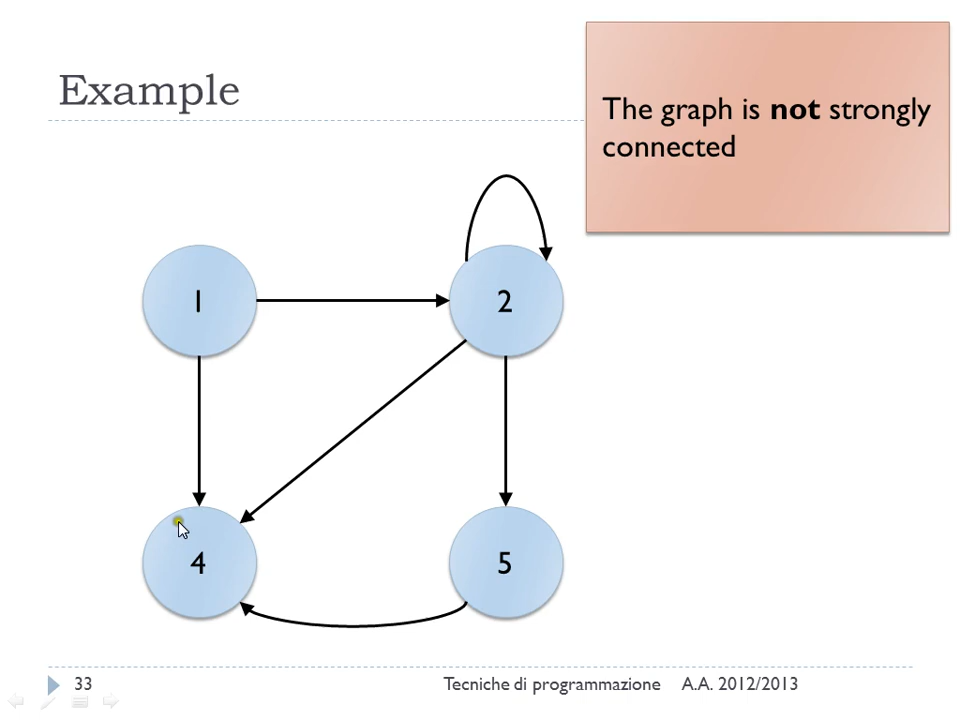 Example
The graph is not strongly
connected
1
2
4
5
33
Tecniche di programmazione A.A. 2012/2013